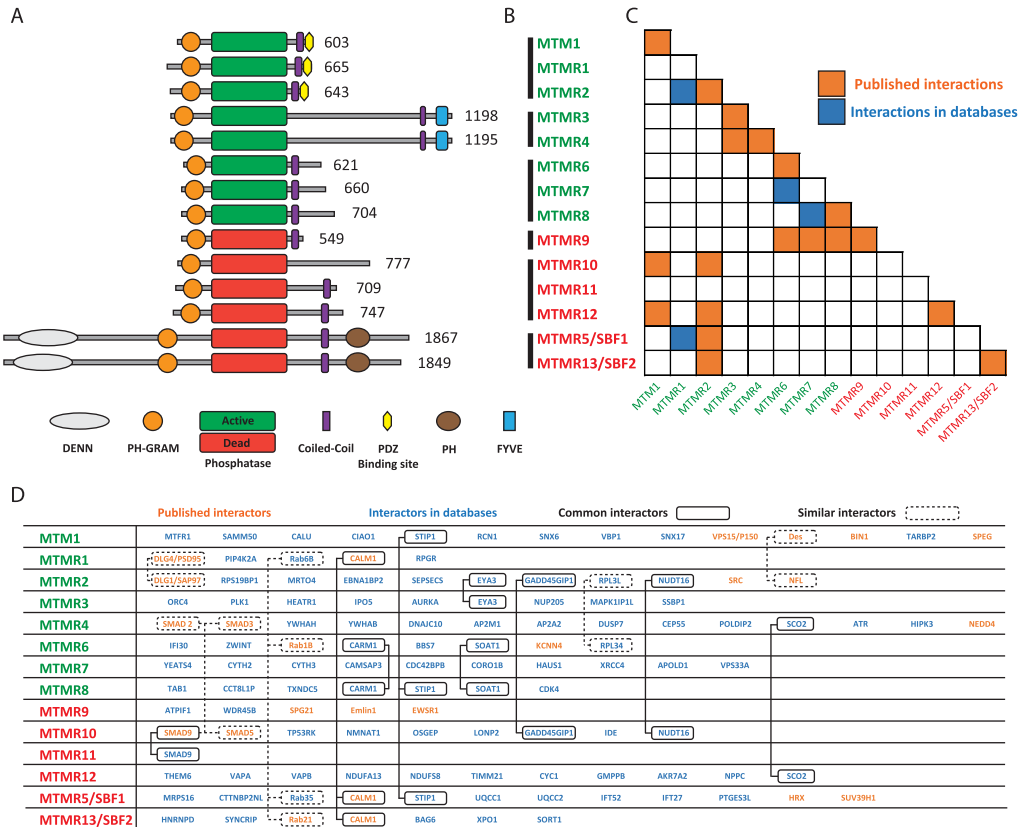 A
603
665
643
1198
1195
621
660
704
549
777
709
747
1867
1849
DENN
PH-GRAM
Active
Dead
Phosphatase
Coiled-Coil
PDZ
Binding site
PH
FYVE
B
MTM1
MTMR1
MTMR2
MTMR3
MTMR4
MTMR6
MTMR7
MTMR8
MTMR9
MTMR10
MTMR11
MTMR12
MTMR5/SBF1
MTMR13/SBF2
C
Published interactions
Interactions in databases
MTM1 MTMR1 MTMR2 MTMR3 MTMR4 MTMR6 MTMR7 MTMR8 MTMR9 MTMR10 MTMR11 MTMR12 MTMR5/SBF1 MTMR13/SBF2
D
Published interactors Interactors in databases Common interactors Similar interactors
MTM1 MTFR1 SAMM50 CALU CIAO1 STIP1 RCN1 SNX6 VBP1 SNX17 VPS15/P150 Des BIN1 TARBP2 SPEG
MTMR1 DLG4/PSD95 PIP4K2A Rab6B CALM1 RPGR
MTMR2 DLG1/SAP97 RPS19BP1 MRTO4 EBNA1BP2 SEPSECS EYA3 GADD45GIP1 RPL3L NUDT16 SRC NFL
MTMR3 ORC4 PLK1 HEATR1 IPO5 AURKA EYA3 NUP205 MAPK1IP1L SSBP1
MTMR4 SMAD 2 SMAD3 YWHAH YWHAB DNAJC10 AP2M1 AP2A2 DUSP7 CEP55 POLDIP2 SCO2 ATR HIPK3 NEDD4
MTMR6 IFI30 ZWINT Rab1B CARM1 BBS7 SOAT1 KCNN4 RPL34
MTMR7 YEATS4 CYTH2 CYTH3 CAMSAP3 CDC42BPB CORO1B HAUS1 XRCC4 APOLD1 VPS33A
MTMR8 TAB1 CCT8L1P TXNDC5 CARM1 STIP1 SOAT1 CDK4
MTMR9 ATPIF1 WDR45B SPG21 Emlin1 EWSR1
MTMR10 SMAD9 SMAD5 TP53RK NMNAT1 OSGEP LONP2 GADD45GIP1 IDE NUDT16
MTMR11 SMAD9
MTMR12 THEM6 VAPA VAPB NDUFA13 NDUFS8 TIMM21 CYC1 GMPPB AKR7A2 NPPC SCO2
MTMR5/SBF1 MRPS16 CTTNBP2NL Rab35 CALM1 STIP1 UQCC1 UQCC2 IFT52 IFT27 PTGES3L HRX SUV39H1
MTMR13/SBF2 HNRNPD SYNCRIP Rab21 CALM1 BAG6 XPO1 SORT1